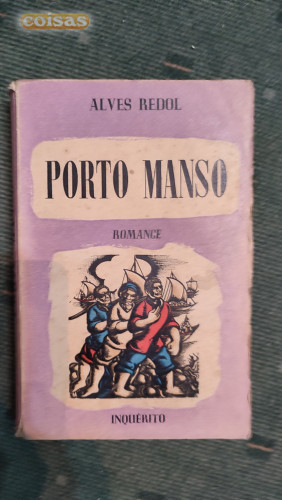 coisas
ALVES REDOL
PORTO MANSO
ROMANCE
INQUÉRITO